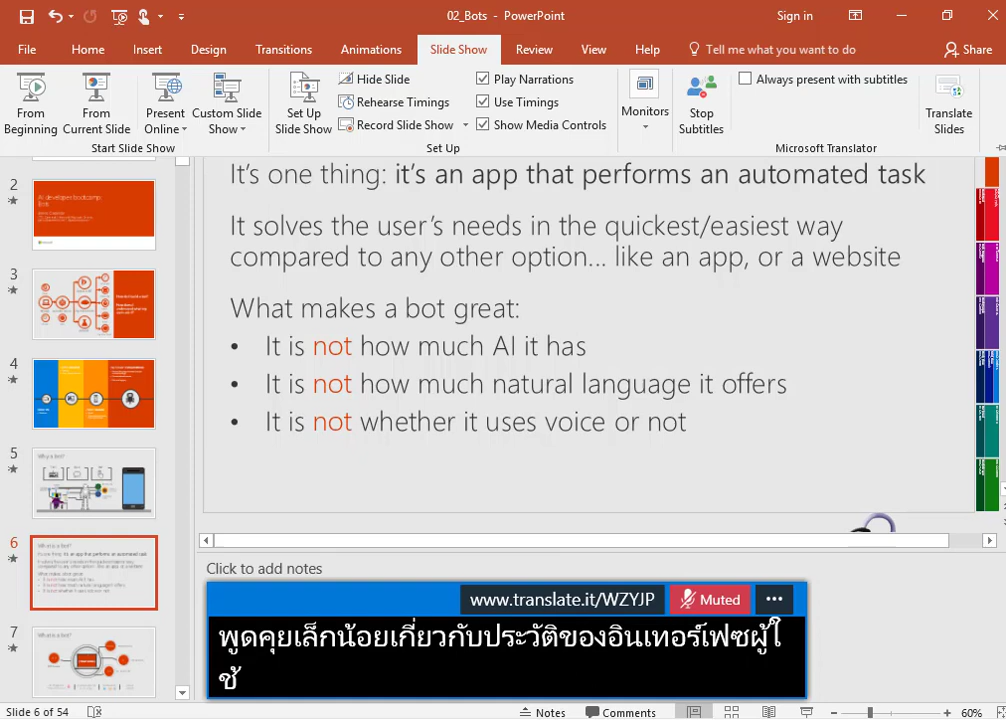 02_Bots - PowerPoint
Sign in
File Home Insert Design Transitions Animations Slide Show Review View Help Tell me what you want to do Share
From Beginning
From Current Slide
Present Online
Custom Slide Show
Start Slide Show
Set Up Slide Show
Hide Slide
Rehearse Timings
Record Slide Show
Play Narrations
Use Timings
Show Media Controls
Set Up
Monitors
Stop Subtitles
Always present with subtitles
Microsoft Translator
Translate Slides
2
3
4
5
6
7
It's one thing: it's an app that performs an automated task
It solves the user's needs in the quickest/easiest way
compared to any other option... like an app, or a website
What makes a bot great:
• It is not how much AI it has
• It is not how much natural language it offers
• It is not whether it uses voice or not
Click to add notes
www.translate.it/WZYJP Muted
พูดคุยเล็กน้อยเกี่ยวกับประวัติของอินเทอร์เฟซผู้ใ
ช้
Slide 6 of 54 Notes Comments 60%